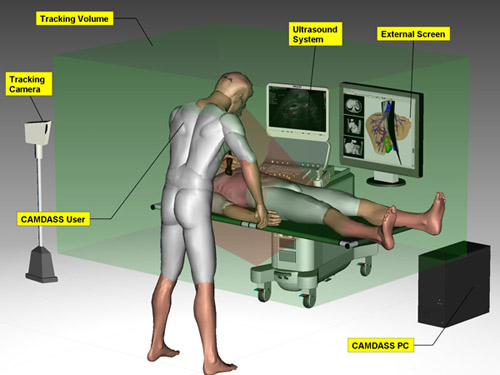 Tracking Volume
Ultrasound
System
External Screen
Tracking
Camera
CAMDASS User
CAMDASS PC